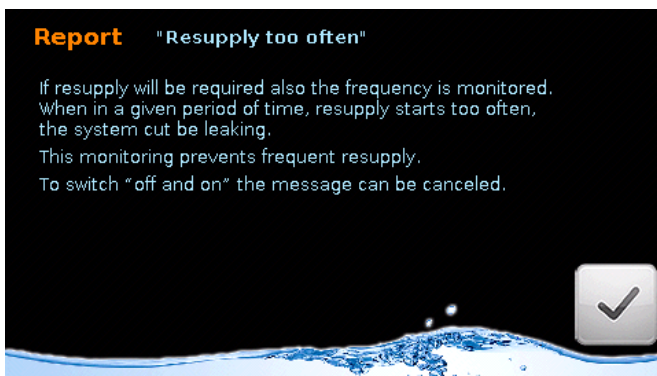 Report "Resupply too often"
If resupply will be required also the frequency is monitored.
When in a given period of time, resupply starts too often,
the system cut be leaking.
This monitoring prevents frequent resupply.
To switch “off and on” the message can be canceled.